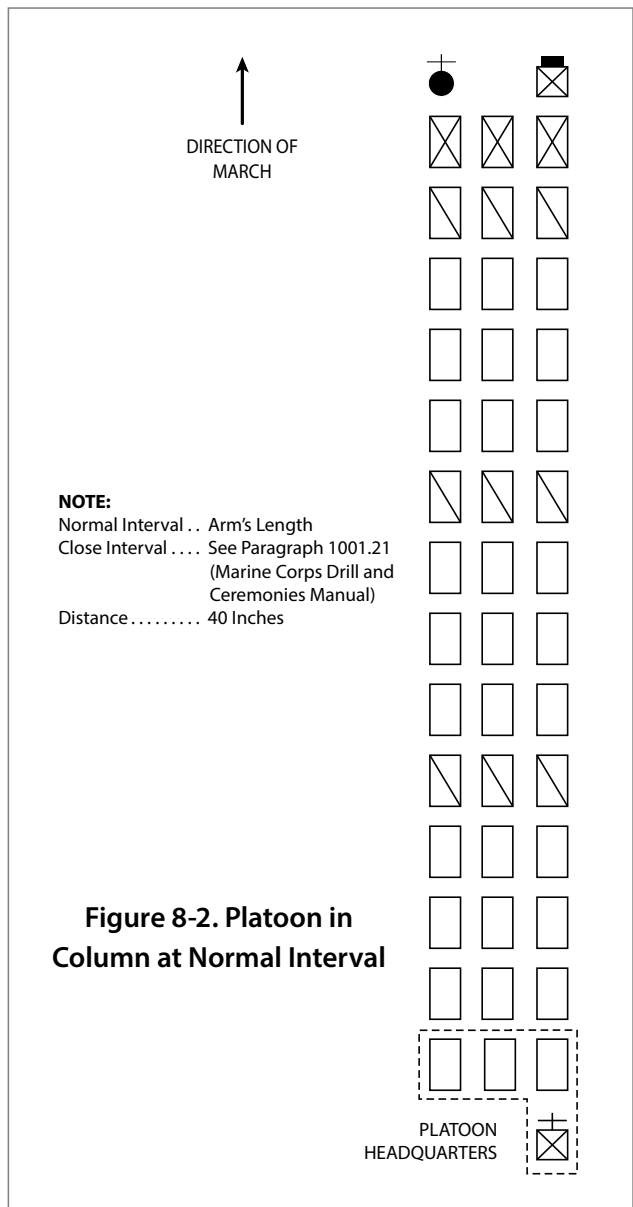 DIRECTION OF
MARCH
NOTE:
Normal Interval . . Arm's Length
Close Interval . . . . See Paragraph 1001.21
(Marine Corps Drill and
Ceremonies Manual)
Distance . . . . . . . . . 40 Inches
Figure 8-2. Platoon in
Column at Normal Interval
PLATOON
HEADQUARTERS